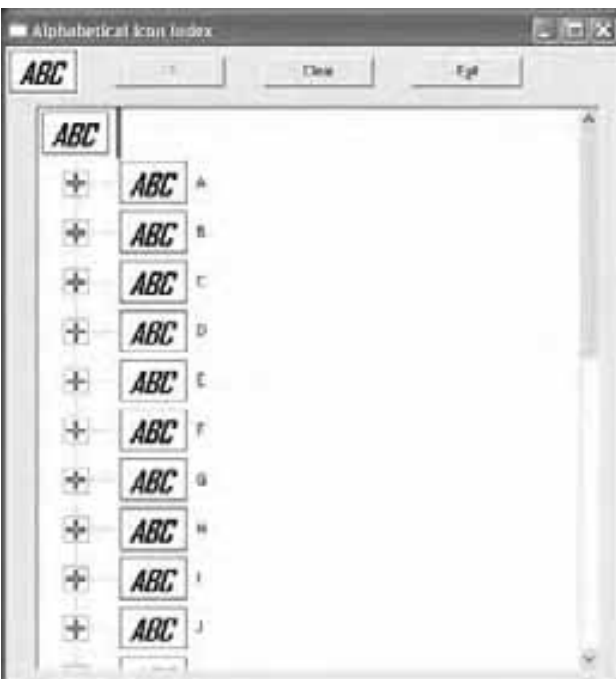 Alphabetical Icon Index
ABC Clear Exit
ABC
ABC A
ABC B
ABC C
ABC D
ABC E
ABC F
ABC G
ABC H
ABC I
ABC J